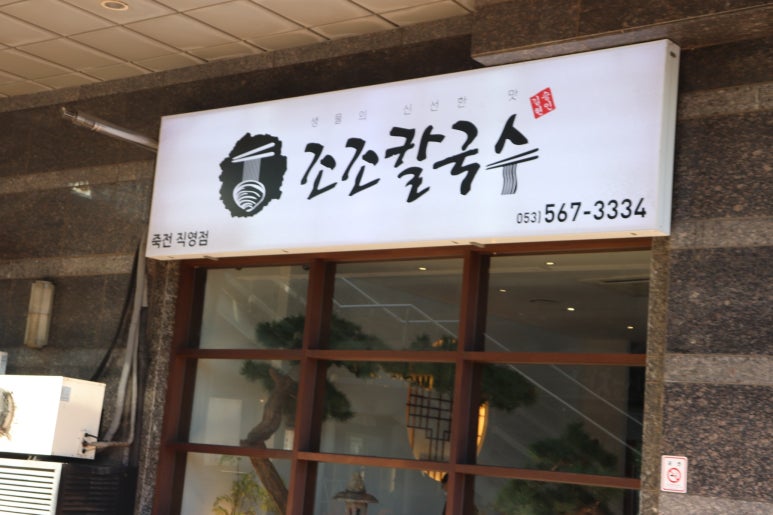 생물의 신선한 맛
조조칼국수
053) 567-3334
죽전 직영점